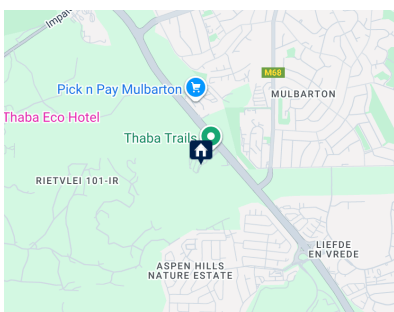 Impala
M68
Pick n Pay Mulbarton
MULBARTON
Thaba Eco Hotel
Thaba Trails
RIETVLEI 101-IR
LIEFDE
EN VREDE
ASPEN HILLS
NATURE ESTATE